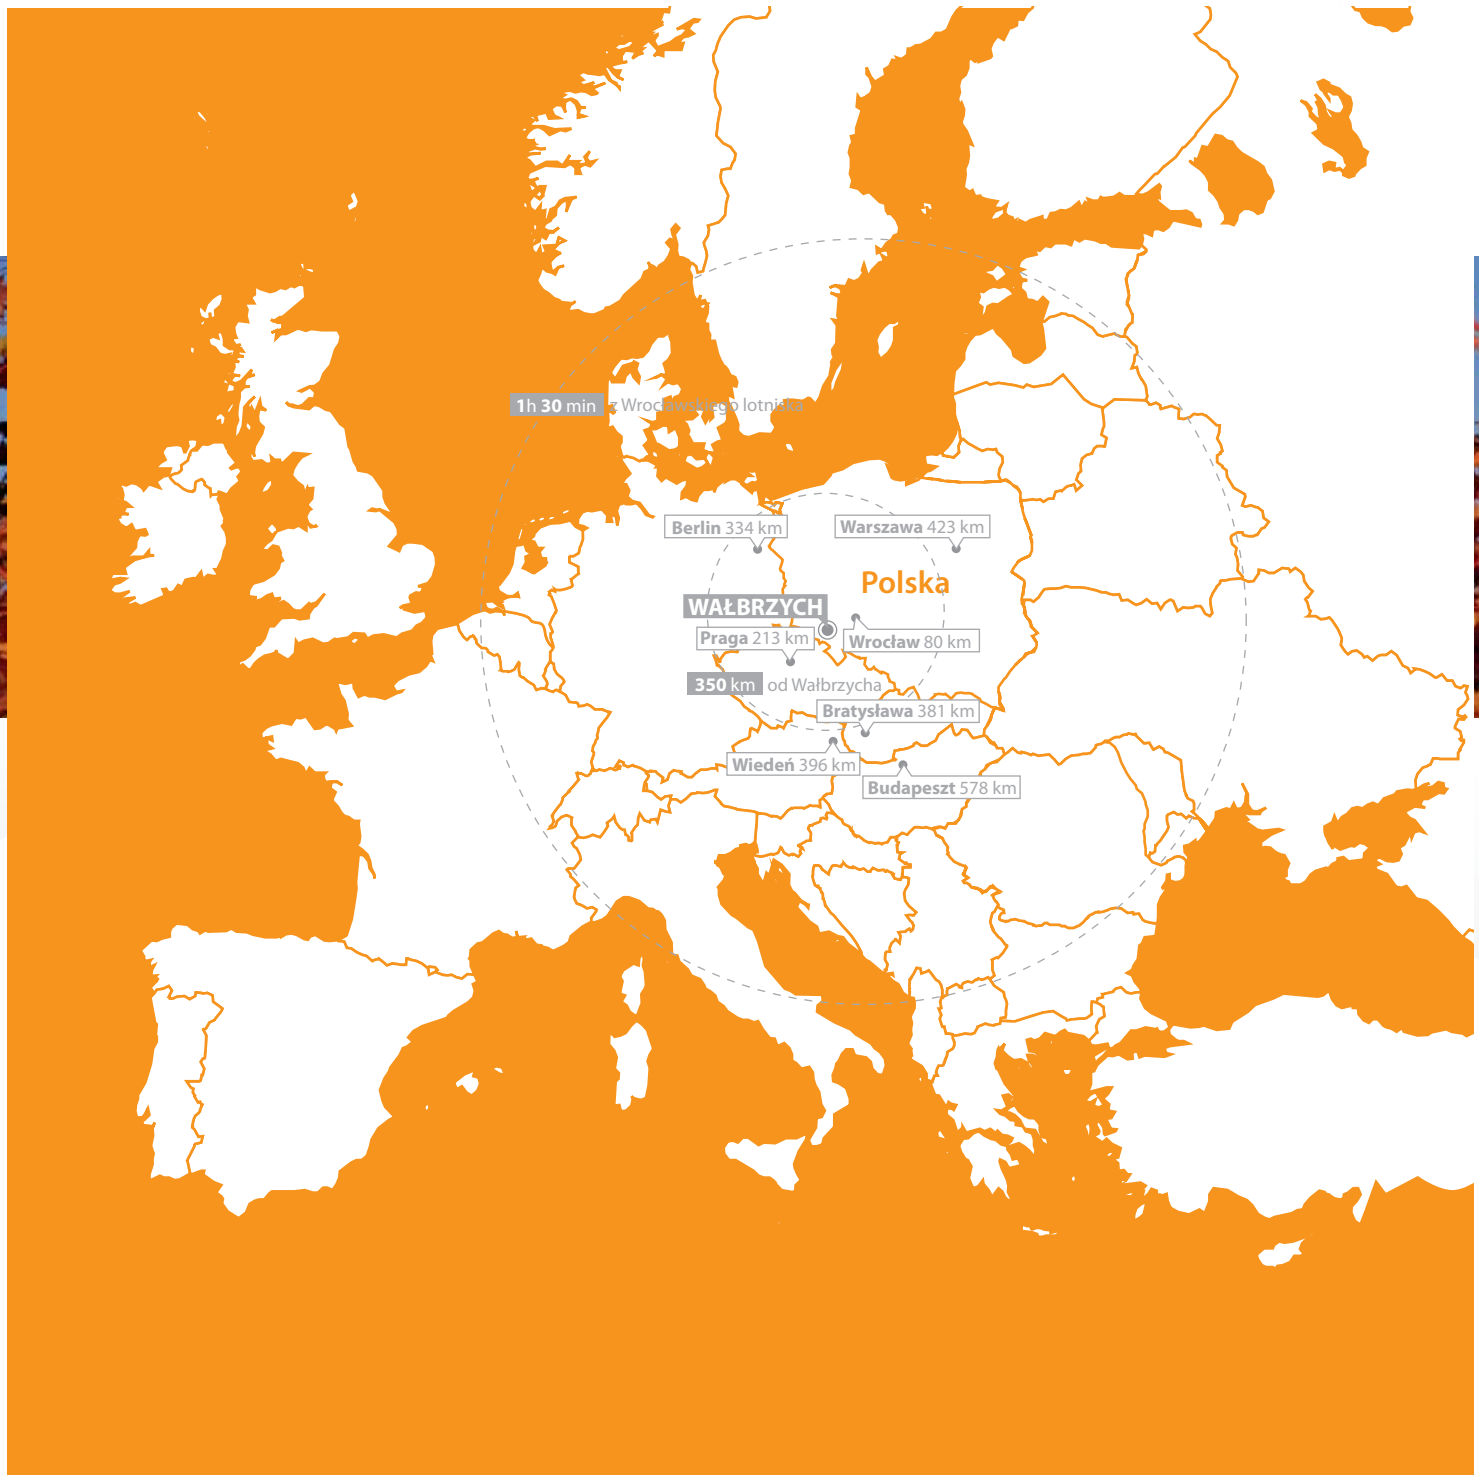 1h 30 min z Wrocławskiego lotniska
Berlin 334 km
Warszawa 423 km
Polska
WAŁBRZYCH
Praga 213 km
Wrocław 80 km
350 km od Wałbrzycha
Bratysława 381 km
Wiedeń 396 km
Budapeszt 578 km